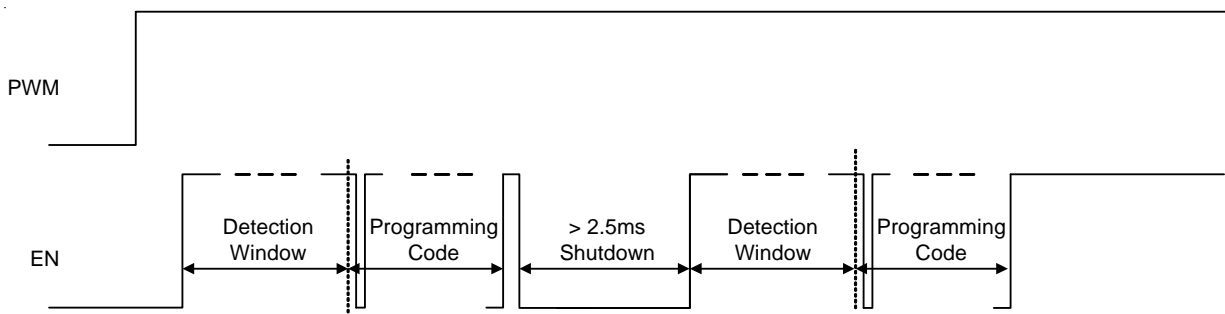 PWM
EN
Detection
Window
Programming
Code
> 2.5ms
Shutdown
Detection
Window
Programming
Code